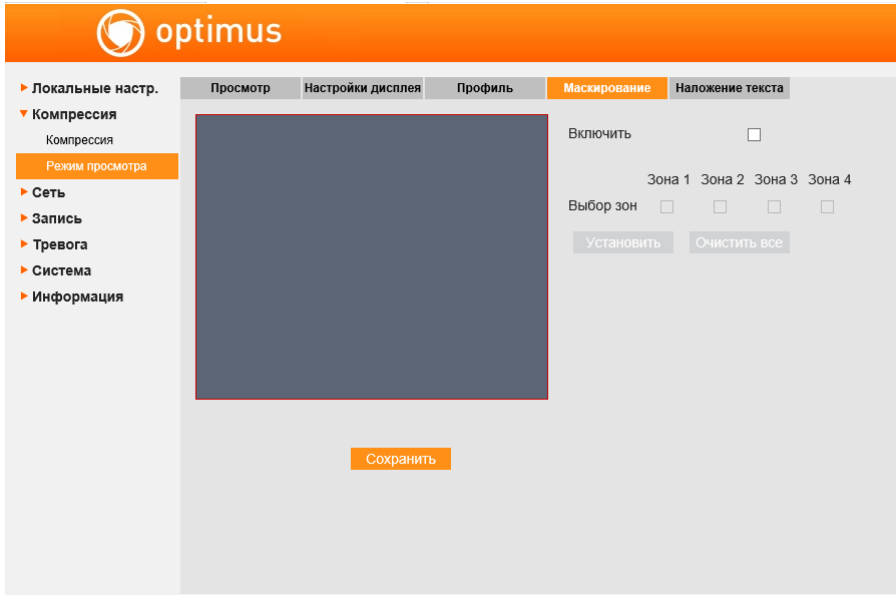 optimus
Локальные настр.
Компрессия
Компрессия
Режим просмотра
Сеть
Запись
Тревога
Система
Информация
Просмотр Настройки дисплея Профиль Маскирование Наложение текста
Включить
Зона 1 Зона 2 Зона 3 Зона 4
Выбор зон
Установить Очистить все
Сохранить